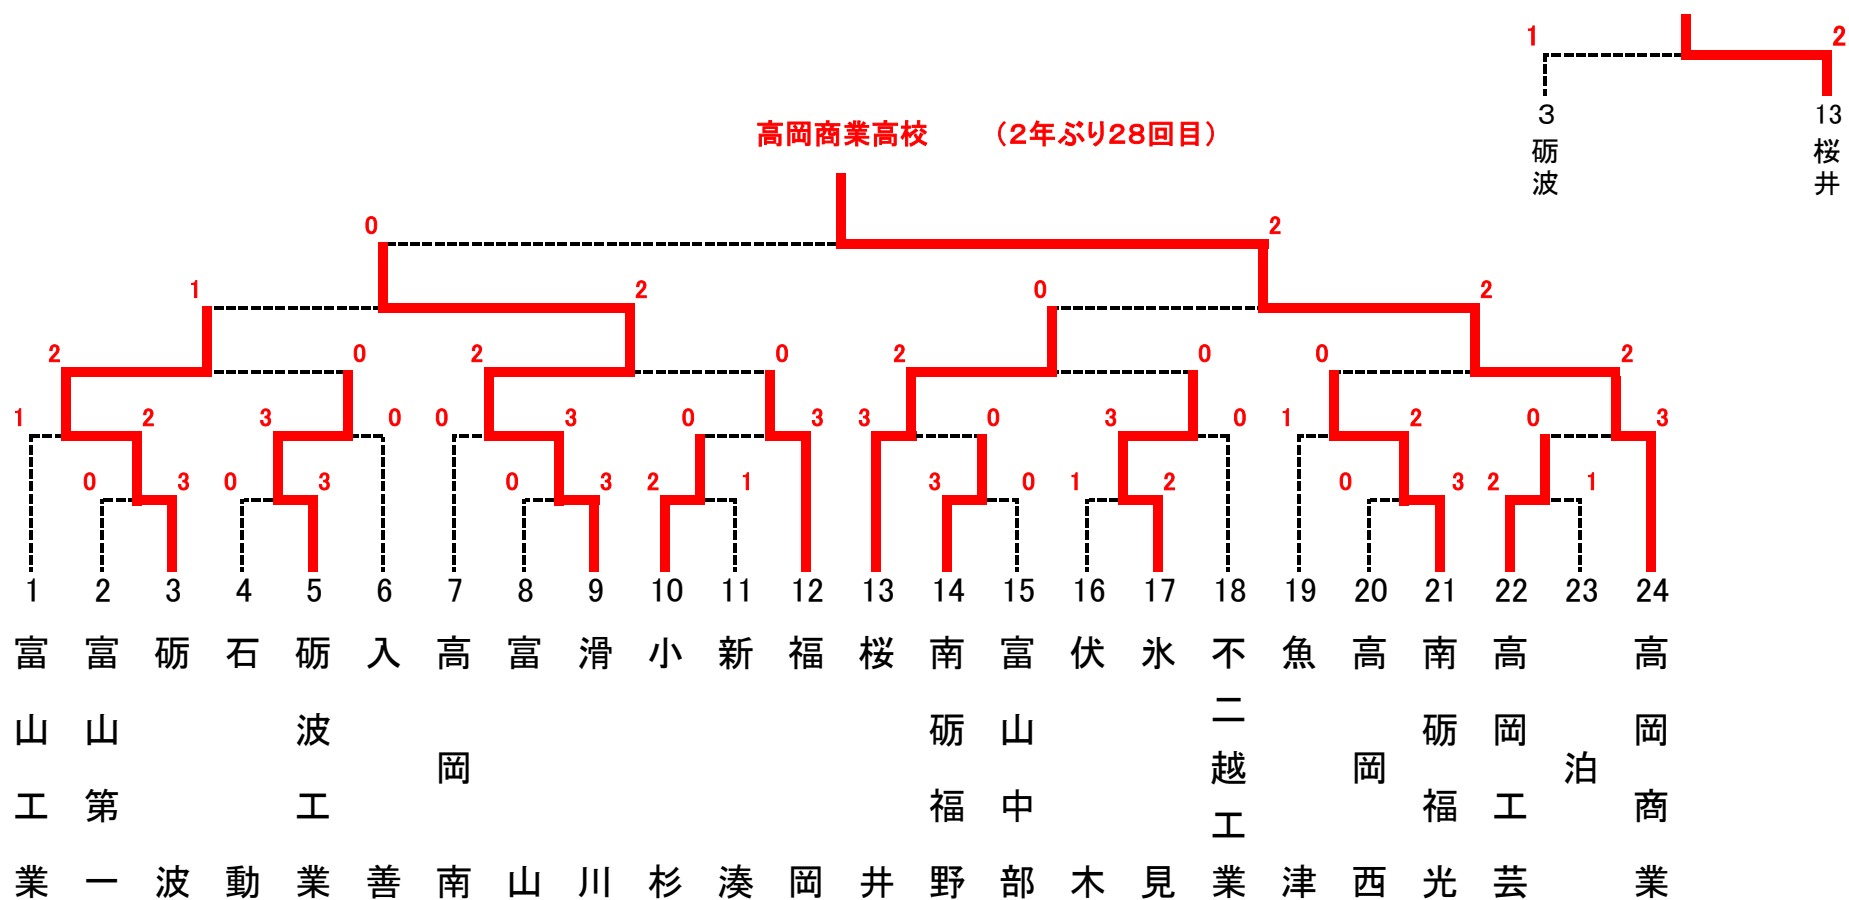 1 2
3 13
砺波 桜井
高岡商業高校 (2年ぶり28回目)
0 2
1 2 0 2
2 0 2 0 2 0 0 2
1 2 3 0 0 3 0 3 3 0 3 0 1 2 0 3
0 3 0 3 0 3 2 1 3 0 1 2 0 3 2 1
1 2 3 4 5 6 7 8 9 10 11 12 13 14 15 16 17 18 19 20 21 22 23 24
富山工業
富山第一
砺波
石動
砺波工業
入善
高岡南
富山
滑川
小杉
新湊
福岡
桜井
南砺福野
富山中部
伏木
氷見
不二越工業
魚津
高岡西
南砺福光
高岡工芸
泊
高岡商業